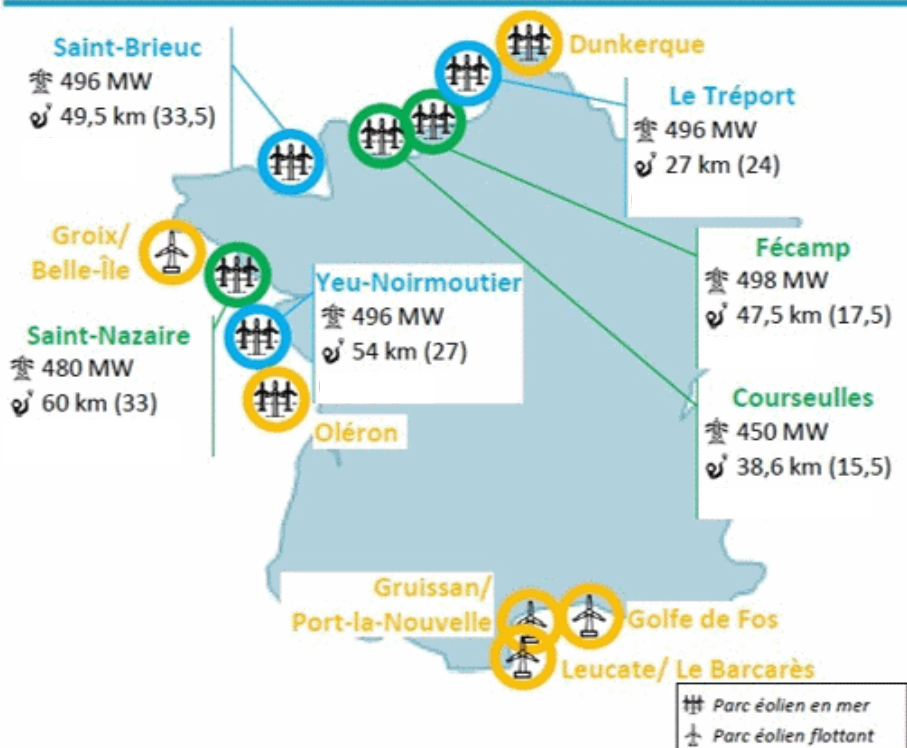 Saint-Brieuc
496 MW
49,5 km (33,5)
Dunkerque
Le Tréport
496 MW
27 km (24)
Groix/
Belle-Île
Fécamp
498 MW
47,5 km (17,5)
Yeu-Noirmoutier
496 MW
54 km (27)
Saint-Nazaire
480 MW
60 km (33)
Courseulles
450 MW
38,6 km (15,5)
Oléron
Gruissan/
Port-la-Nouvelle
Golfe de Fos
Leucate/ Le Barcarès
Parc éolien en mer
Parc éolien flottant